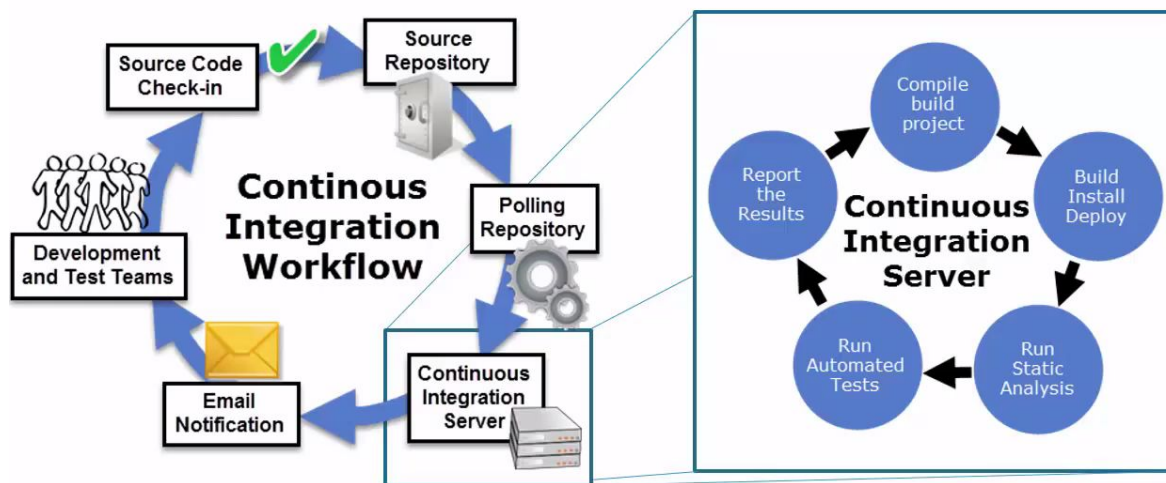 Source Code
Check-in
Source
Repository
Continous
Integration
Workflow
Polling
Repository
Development
and Test Teams
Email
Notification
Continuous
Integration
Server
Compile
build
project
Build
Install
Deploy
Run
Static
Analysis
Run
Automated
Tests
Report
the
Results
Continuous
Integration
Server